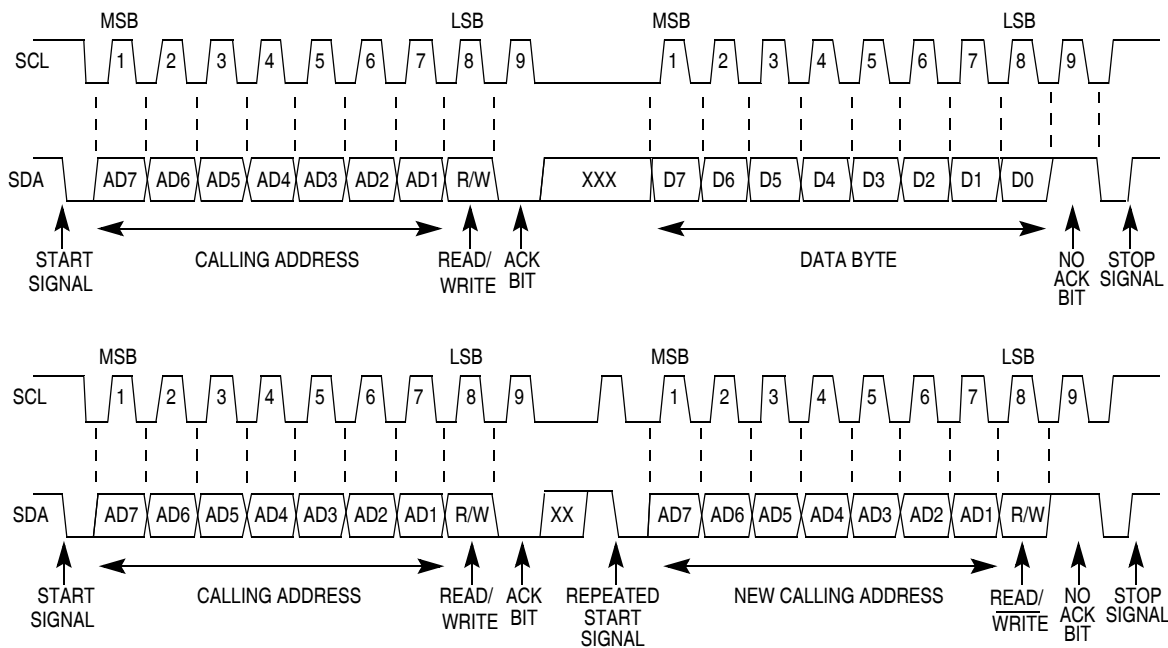 MSB LSB MSB LSB
SCL 1 2 3 4 5 6 7 8 9 1 2 3 4 5 6 7 8 9
SDA AD7 AD6 AD5 AD4 AD3 AD2 AD1 R/W XXX D7 D6 D5 D4 D3 D2 D1 D0
START CALLING ADDRESS READ/ ACK DATA BYTE NO STOP
SIGNAL WRITE BIT ACK SIGNAL
BIT
MSB LSB MSB LSB
SCL 1 2 3 4 5 6 7 8 9 1 2 3 4 5 6 7 8 9
SDA AD7 AD6 AD5 AD4 AD3 AD2 AD1 R/W XX AD7 AD6 AD5 AD4 AD3 AD2 AD1 R/W
START CALLING ADDRESS READ/ ACK REPEATED NEW CALLING ADDRESS READ/ NO STOP
SIGNAL WRITE BIT START WRITE ACK SIGNAL
SIGNAL BIT